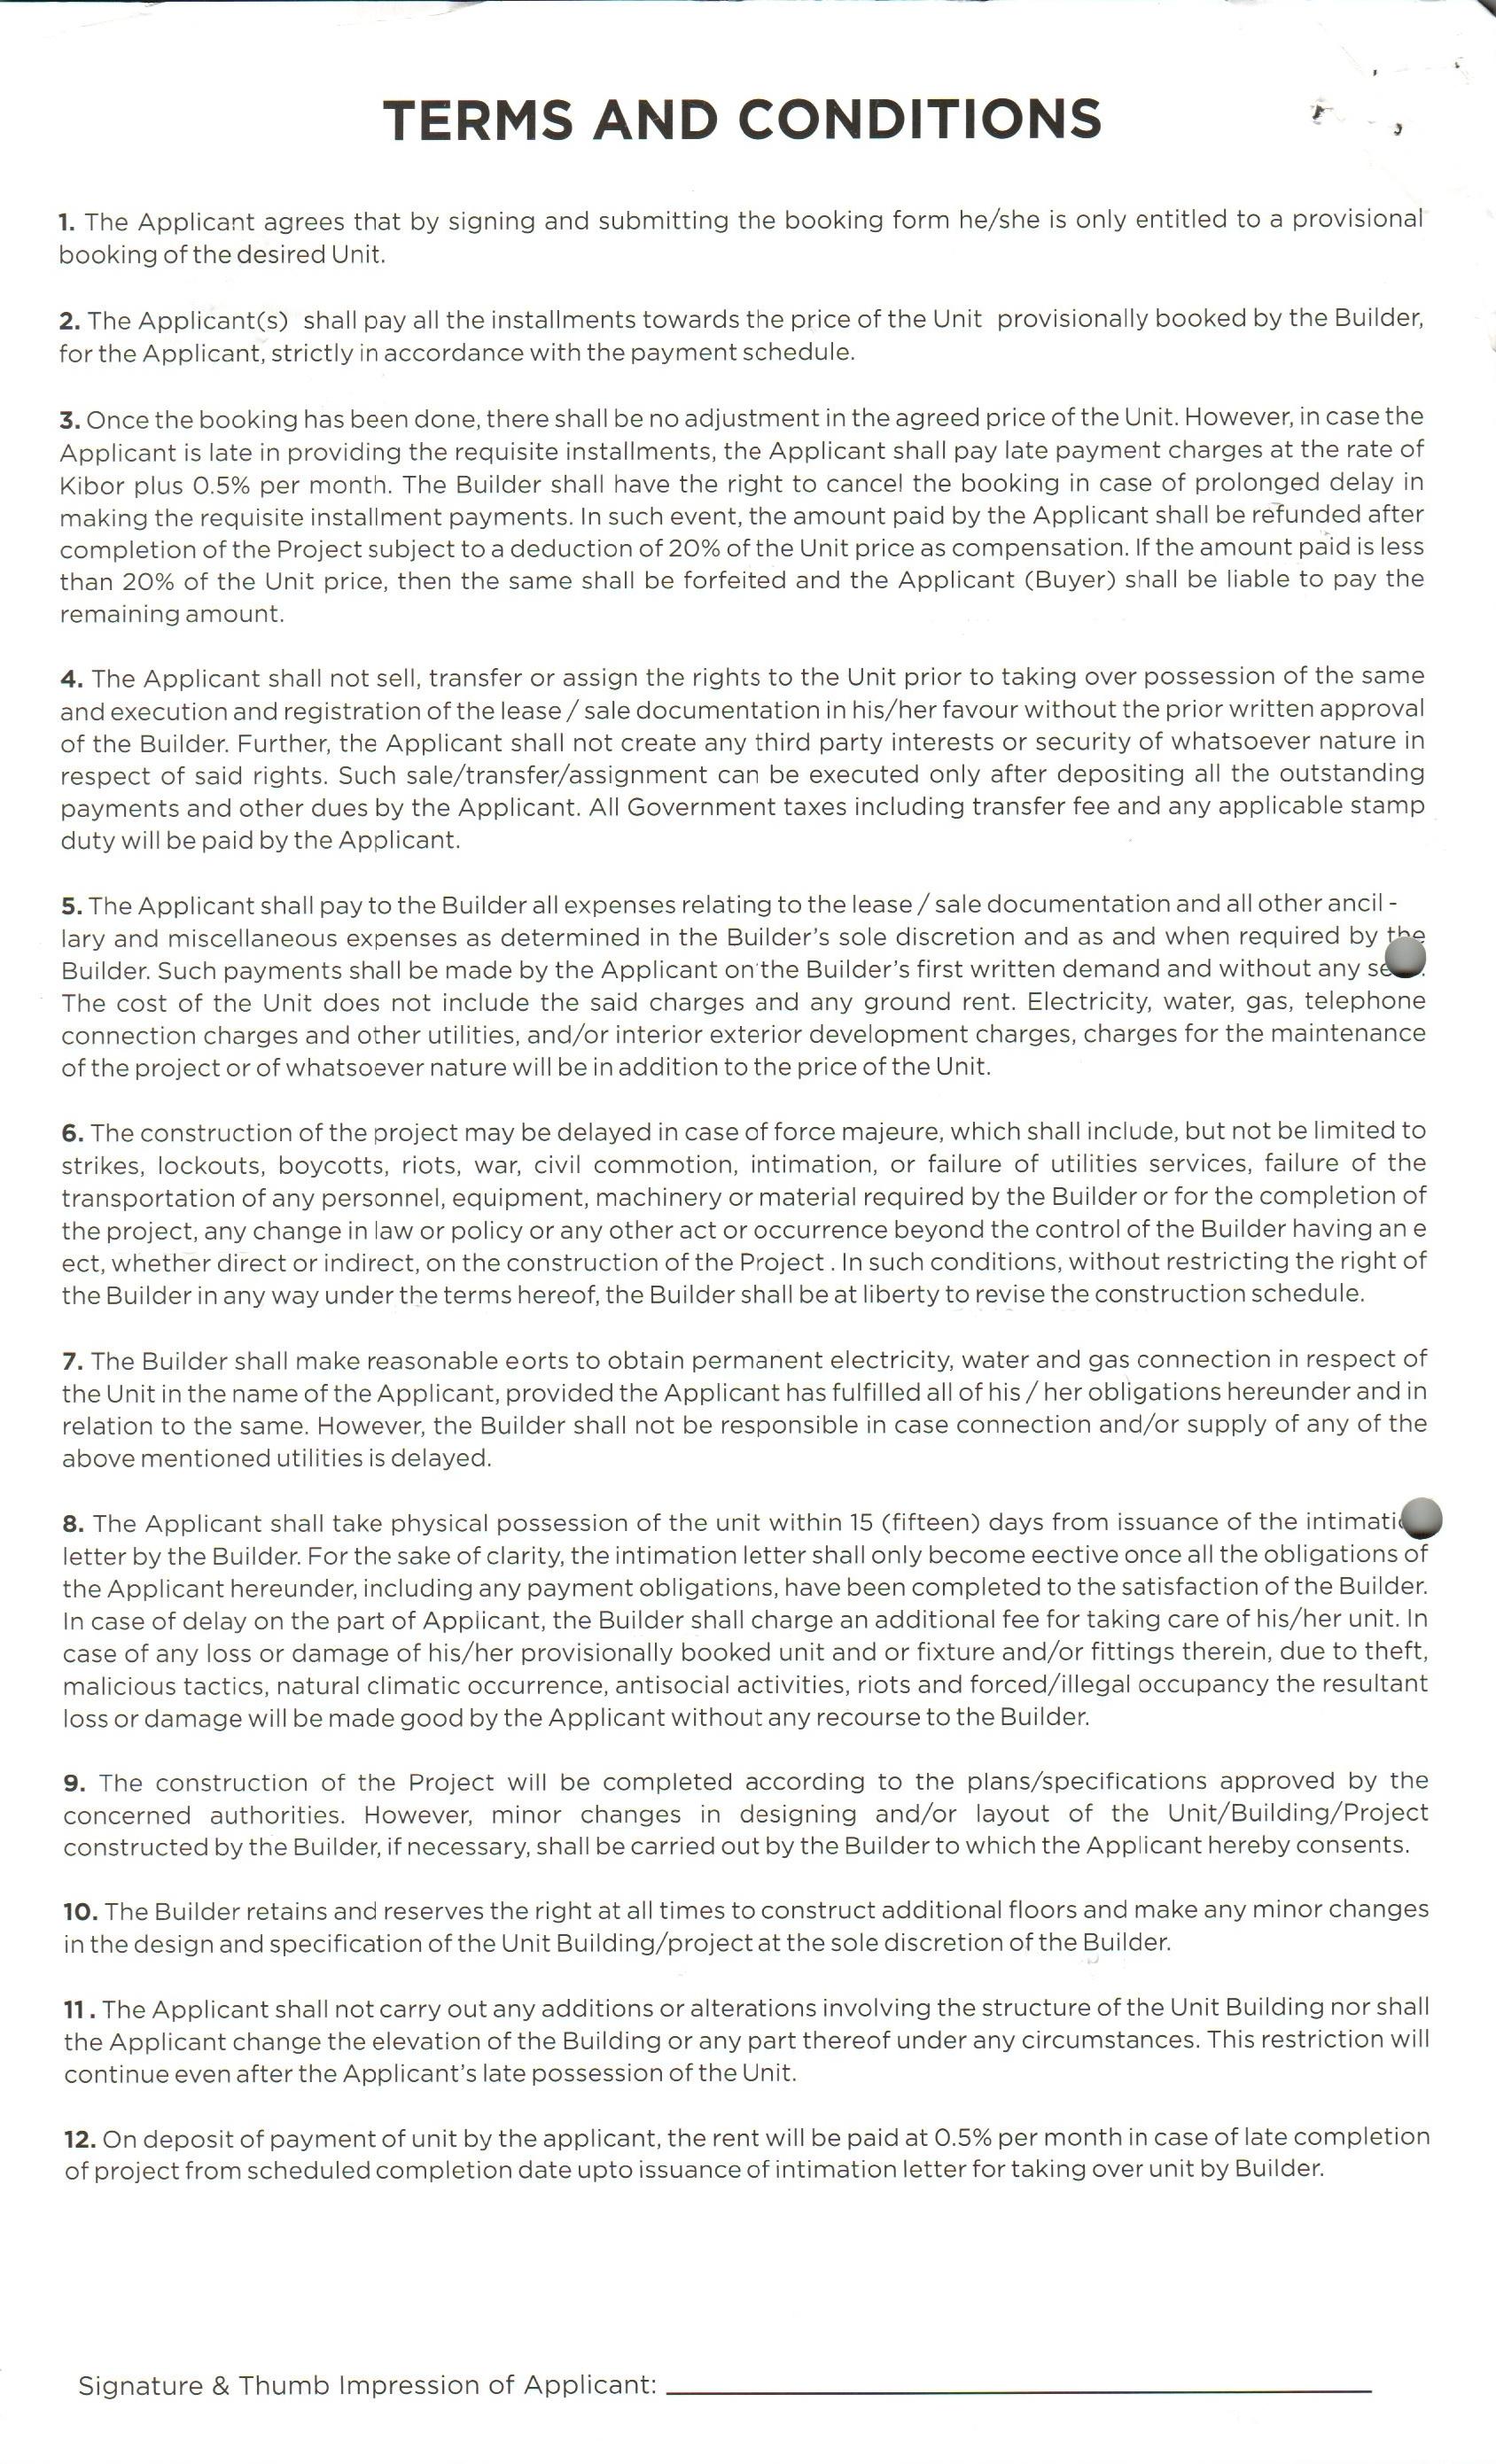 TERMS AND CONDITIONS
1. The Applicant agrees that by signing and submitting the booking form he/she is only entitled to a provisional
booking of the desired Unit.
2. The Applicant(s) shall pay all the installments towards the price of the Unit provisionally booked by the Builder,
for the Applicant, strictly in accordance with the payment schedule.
3. Once the booking has been done, there shall be no adjustment in the agreed price of the Unit. However, in case the
Applicant is late in providing the requisite installments, the Applicant shall pay late payment charges at the rate of
Kibor plus 0.5% per month. The Builder shall have the right to cancel the booking in case of prolonged delay in
making the requisite installment payments. In such event, the amount paid by the Applicant shall be refunded after
completion of the Project subject to a deduction of 20% of the Unit price as compensation. If the amount paid is less
than 20% of the Unit price, then the same shall be forfeited and the Applicant (Buyer) shall be liable to pay the
remaining amount.
4. The Applicant shall not sell, transfer or assign the rights to the Unit prior to taking over possession of the same
and execution and registration of the lease / sale documentation in his/her favour without the prior written approval
of the Builder. Further, the Applicant shall not create any third party interests or security of whatsoever nature in
respect of said rights. Such sale/transfer/assignment can be executed only after depositing all the outstanding
payments and other dues by the Applicant. All Government taxes including transfer fee and any applicable stamp
duty will be paid by the Applicant.
5. The Applicant shall pay to the Builder all expenses relating to the lease / sale documentation and all other ancil -
lary and miscellaneous expenses as determined in the Builder's sole discretion and as and when required by the
Builder. Such payments shall be made by the Applicant on the Builder's first written demand and without any
The cost of the Unit does not include the said charges and any ground rent. Electricity, water, gas, telephone
connection charges and other utilities, and/or interior exterior development charges, charges for the maintenance
of the project or of whatsoever nature will be in addition to the price of the Unit.
6. The construction of the project may be delayed in case of force majeure, which shall include, but not be limited to
strikes, lockouts, boycotts, riots, war, civil commotion, intimation, or failure of utilities services, failure of the
transportation of any personnel, equipment, machinery or material required by the Builder or for the completion of
the project, any change in law or policy or any other act or occurrence beyond the control of the Builder having an e
ect, whether direct or indirect, on the construction of the Project . In such conditions, without restricting the right of
the Builder in any way under the terms hereof, the Builder shall be at liberty to revise the construction schedule.
7. The Builder shall make reasonable eorts to obtain permanent electricity, water and gas connection in respect of
the Unit in the name of the Applicant, provided the Applicant has fulfilled all of his / her obligations hereunder and in
relation to the same. However, the Builder shall not be responsible in case connection and/or supply of any of the
above mentioned utilities is delayed.
8. The Applicant shall take physical possession of the unit within 15 (fifteen) days from issuance of the
letter by the Builder. For the sake of clarity, the intimation letter shall only become eective once all the obligations of
the Applicant hereunder, including any payment obligations, have been completed to the satisfaction of the Builder.
In case of delay on the part of Applicant, the Builder shall charge an additional fee for taking care of his/her unit. In
case of any loss or damage of his/her provisionally booked unit and or fixture and/or fittings therein, due to theft,
malicious tactics, natural climatic occurrence, antisocial activities, riots and forced/illegal occupancy the resultant
loss or damage will be made good by the Applicant without any recourse to the Builder.
9. The construction of the Project will be completed according to the plans/specifications approved by the
concerned authorities. However, minor changes in designing and/or layout of the Unit/Building/Project
constructed by the Builder, if necessary, shall be carried out by the Builder to which the Applicant hereby consents.
10. The Builder retains and reserves the right at all times to construct additional floors and make any minor changes
in the design and specification of the Unit Building/project at the sole discretion of the Builder.
11. The Applicant shall not carry out any additions or alterations involving the structure of the Unit Building nor shall
the Applicant change the elevation of the Building or any part thereof under any circumstances. This restriction will
continue even after the Applicant's late possession of the Unit.
12. On deposit of payment of unit by the applicant, the rent will be paid at 0.5% per month in case of late completion
of project from scheduled completion date upto issuance of intimation letter for taking over unit by Builder.
Signature & Thumb Impression of Applicant: